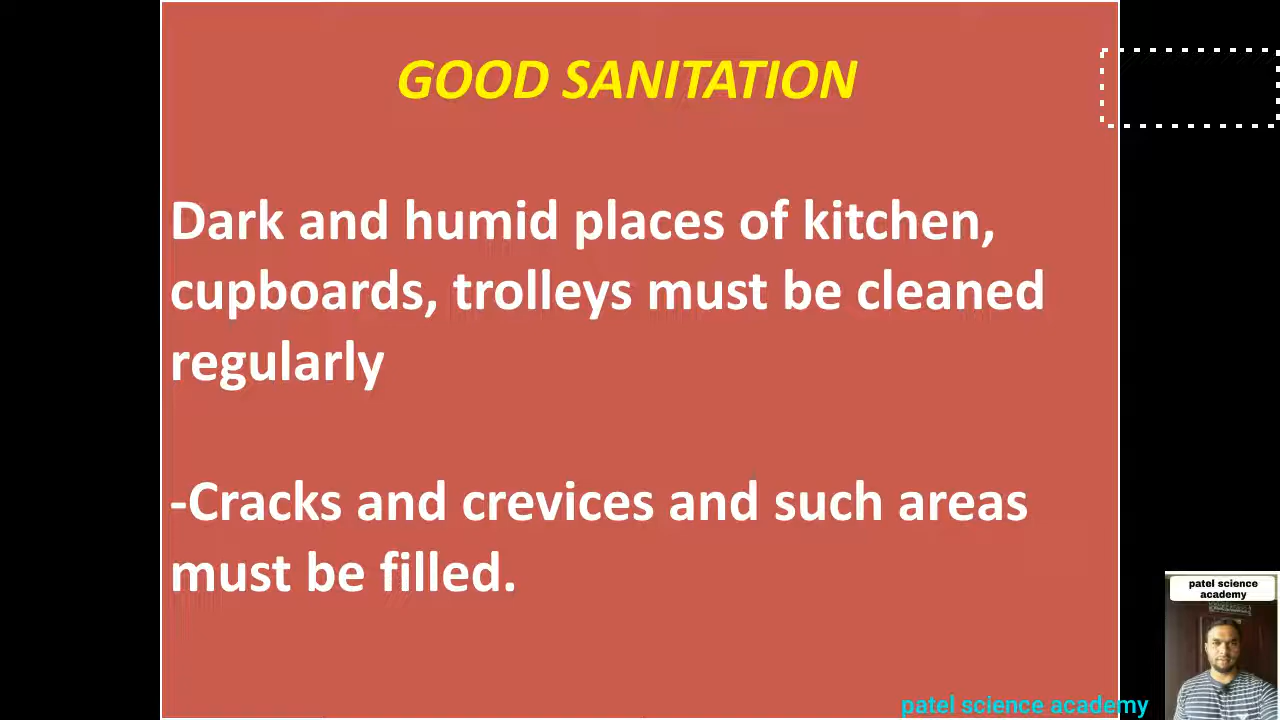 GOOD SANITATION
Dark and humid places of kitchen,
cupboards, trolleys must be cleaned
regularly
-Cracks and crevices and such areas
must be filled.
patel science
academy
patel science academy